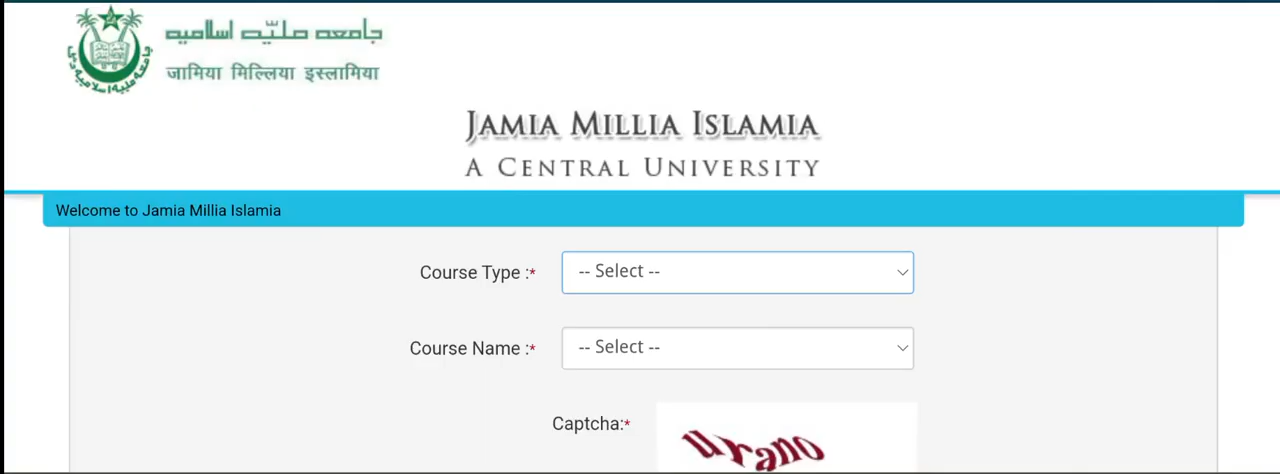 جامعہ ملیّہ اسلامیہ
जामिया मिल्लिया इस्लामिया
JAMIA MILLIA ISLAMIA
A CENTRAL UNIVERSITY
Welcome to Jamia Millia Islamia
Course Type :*
-- Select --
Course Name :*
-- Select --
Captcha:*